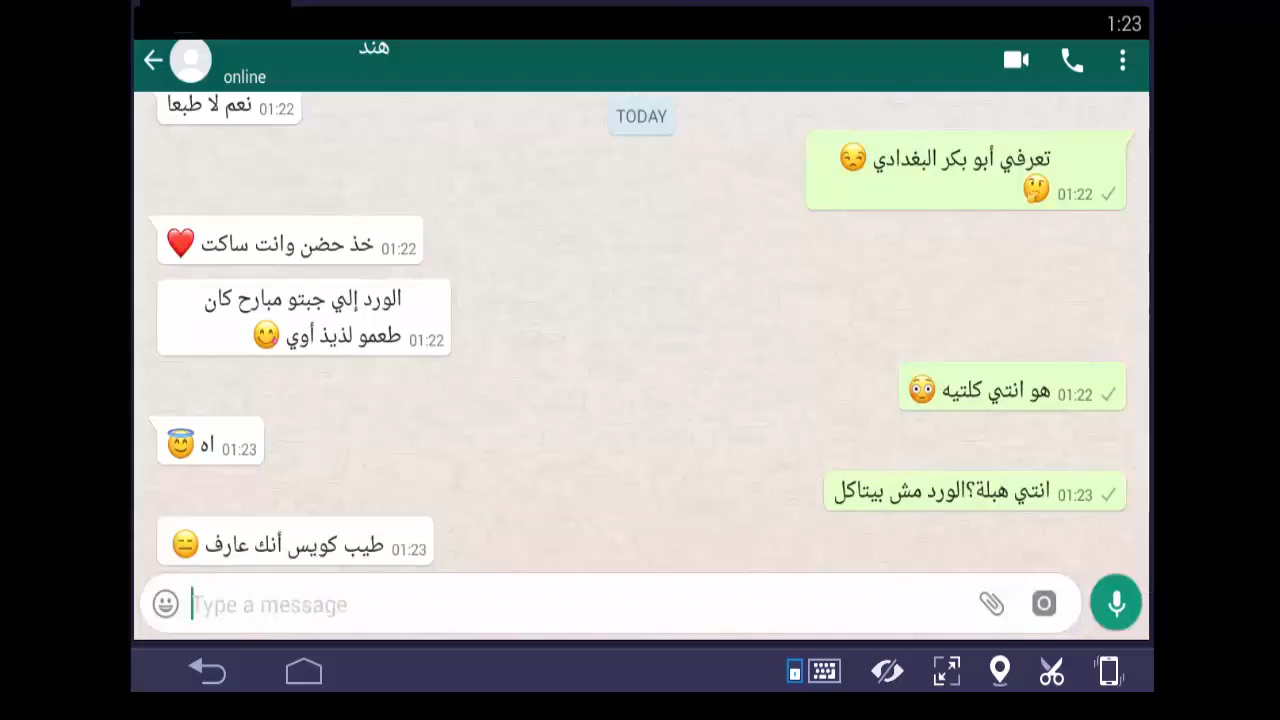 1:23
هند
online
نعم لا طبعا 01:22
TODAY
تعرفي أبو بكر البغدادي 😒
🤔 01:22
خذ حضن وانت ساكت ❤️ 01:22
الورد إلي جبتو مبارح كان
طعمو لذيذ أوي 😋 01:22
هو انتي كلتيه 😳 01:22
اه 😇 01:23
انتي هبلة؟الورد مش بيتاكل 01:23
طيب كويس أنك عارف 😑 01:23
Type a message